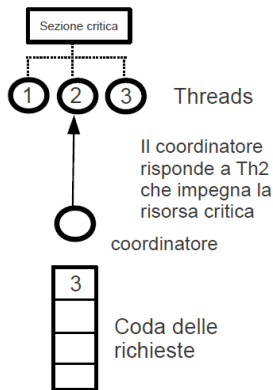 Sezione critica
1 2 3 Threads
Il coordinatore
risponde a Th2
che impegna la
risorsa critica
coordinatore
3
Coda delle
richieste